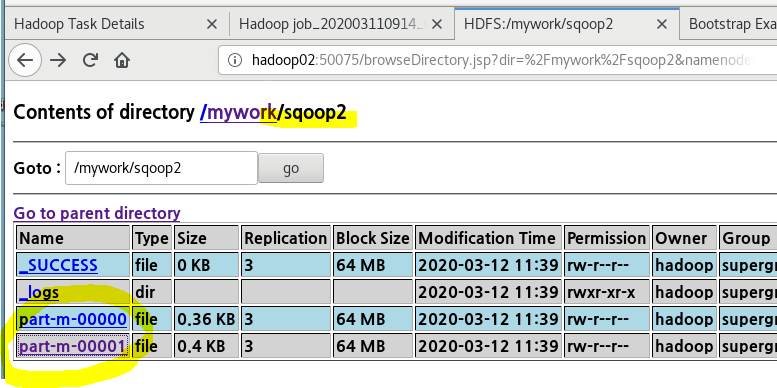 Hadoop Task Details Hadoop job_202003110914_ HDFS:/mywork/sqoop2 Bootstrap Exa
hadoop02:50075/browseDirectory.jsp?dir=%2Fmywork%2Fsqoop2&namenode
Contents of directory /mywork/sqoop2
Goto : /mywork/sqoop2 go
Go to parent directory
Name Type Size Replication Block Size Modification Time Permission Owner Group
_SUCCESS file 0 KB 3 64 MB 2020-03-12 11:39 rw-r--r-- hadoop supergr
_logs dir 2020-03-12 11:39 rwxr-xr-x hadoop supergr
part-m-00000 file 0.36 KB 3 64 MB 2020-03-12 11:39 rw-r--r-- hadoop supergr
part-m-00001 file 0.4 KB 3 64 MB 2020-03-12 11:39 rw-r--r-- hadoop supergr